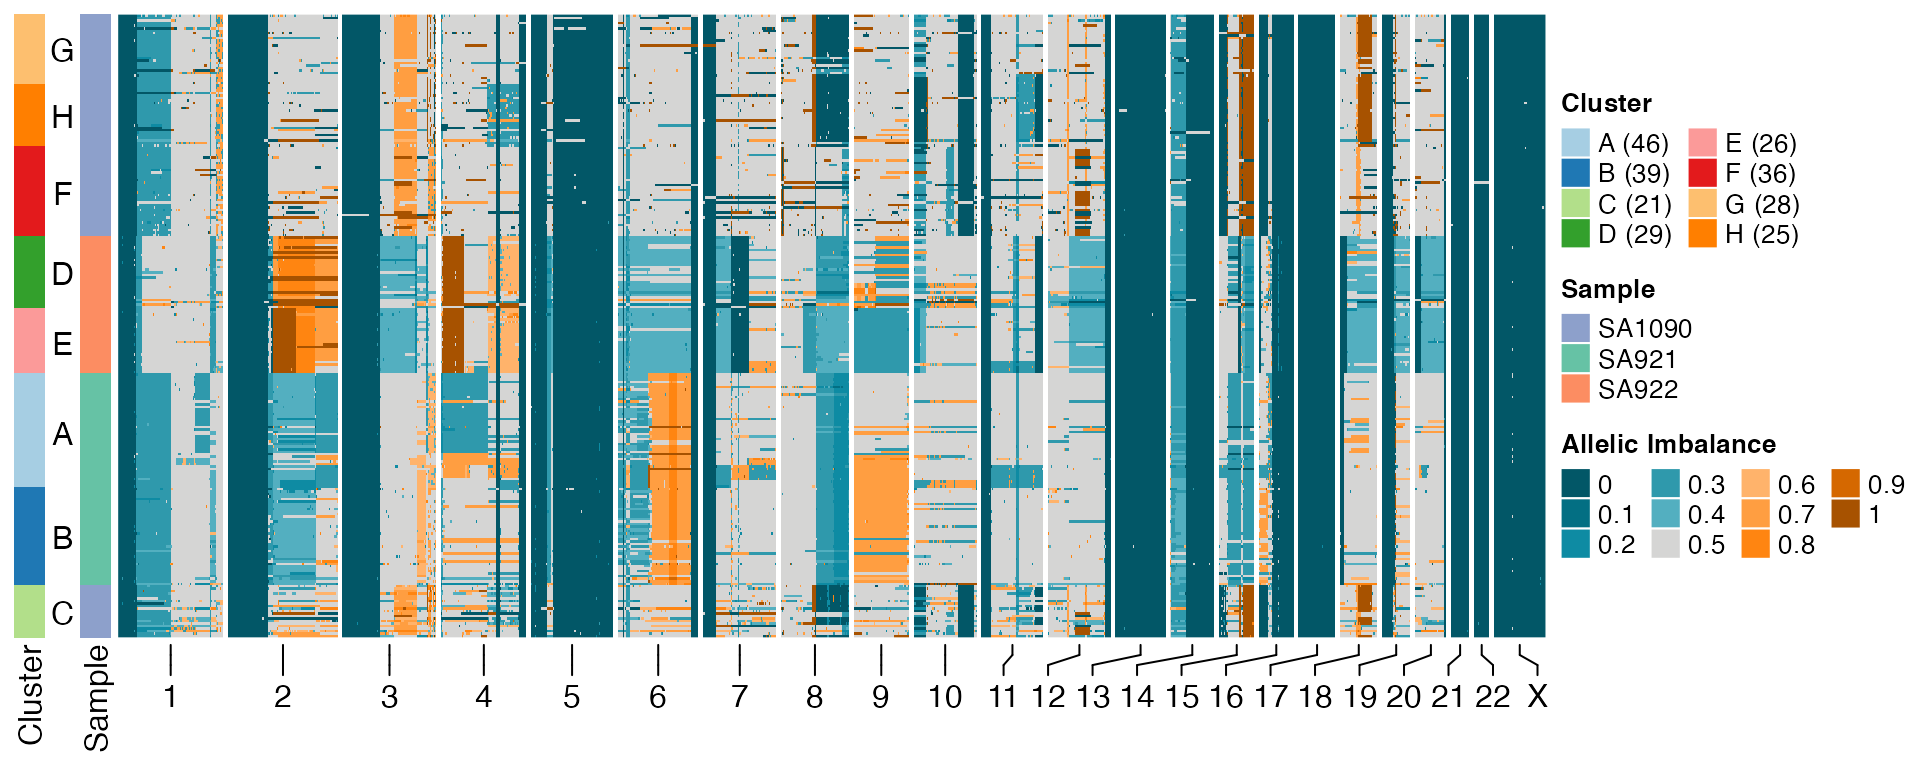 G
H
F
D
E
A
B
C
Cluster
Sample
1 2 3 4 5 6 7 8 9 10 11 12 13 14 15 16 17 18 19 20 21 22 X
Cluster
A (46) E (26)
B (39) F (36)
C (21) G (28)
D (29) H (25)
Sample
SA1090
SA921
SA922
Allelic Imbalance
0 0.3 0.6 0.9
0.1 0.4 0.7 1
0.2 0.5 0.8